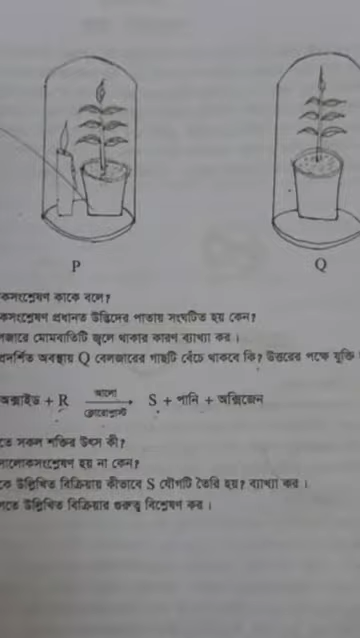 P
Q
কসংশ্লেষণ কাকে বলে?
কসংশ্লেষণ প্রধানত উদ্ভিদের পাতায় সংঘটিত হয় কেন?
লজারে মোমবাতিটি জ্বলে থাকার কারণ ব্যাখ্যা কর।
প্রদর্শিত অবস্থায় Q বেলজারের গাছটি বেঁচে থাকবে কি? উত্তরের পক্ষে যুক্তি
অক্সাইড + R
আলো
ক্লোরোপ্লাস্ট
S + পানি + অক্সিজেন
তে সকল শক্তির উৎস কী?
সালোকসংশ্লেষণ হয় না কেন?
কে উল্লিখিত বিক্রিয়ায় কীভাবে S যৌগটি তৈরি হয়? ব্যাখ্যা কর।
গতে উল্লিখিত বিক্রিয়ার গুরুত্ব বিশ্লেষণ কর।